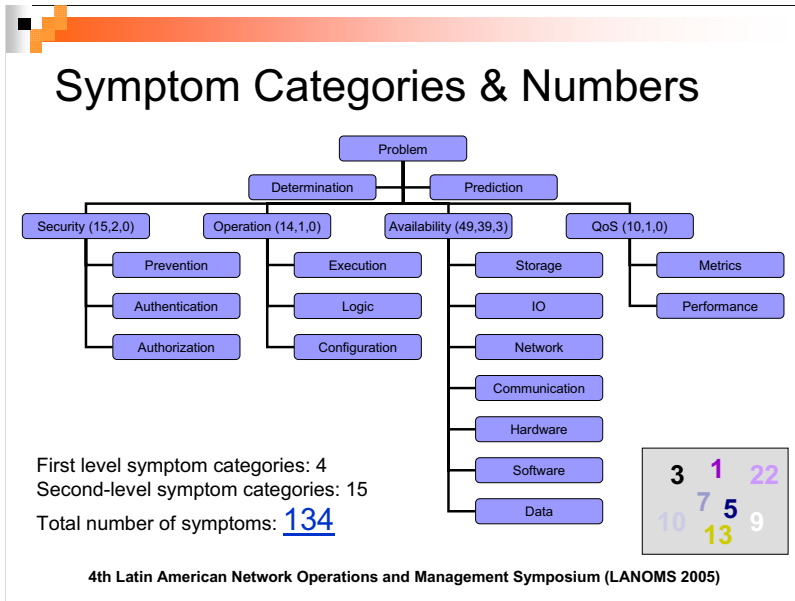 Symptom Categories & Numbers
Problem
Determination
Prediction
Security (15,2,0)
Operation (14,1,0)
Availability (49,39,3)
QoS (10,1,0)
Prevention
Execution
Storage
Metrics
Authentication
Logic
IO
Performance
Authorization
Configuration
Network
Communication
Hardware
Software
Data
First level symptom categories: 4
Second-level symptom categories: 15
Total number of symptoms: 134
3 1 22
7 5
10 13 9
4th Latin American Network Operations and Management Symposium (LANOMS 2005)